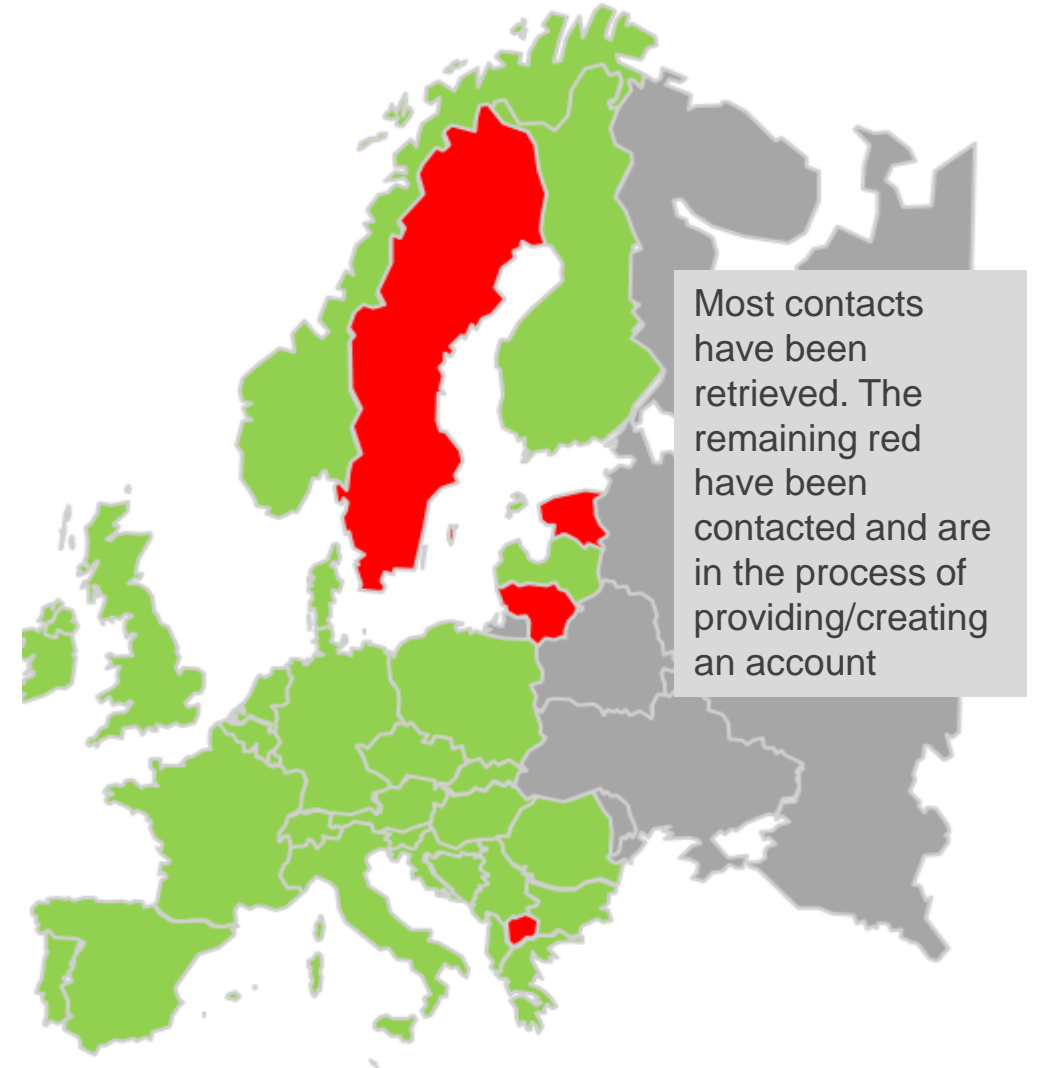 Most contacts
have been
retrieved. The
remaining red
have been
contacted and are
in the process of
providing/creating
an account